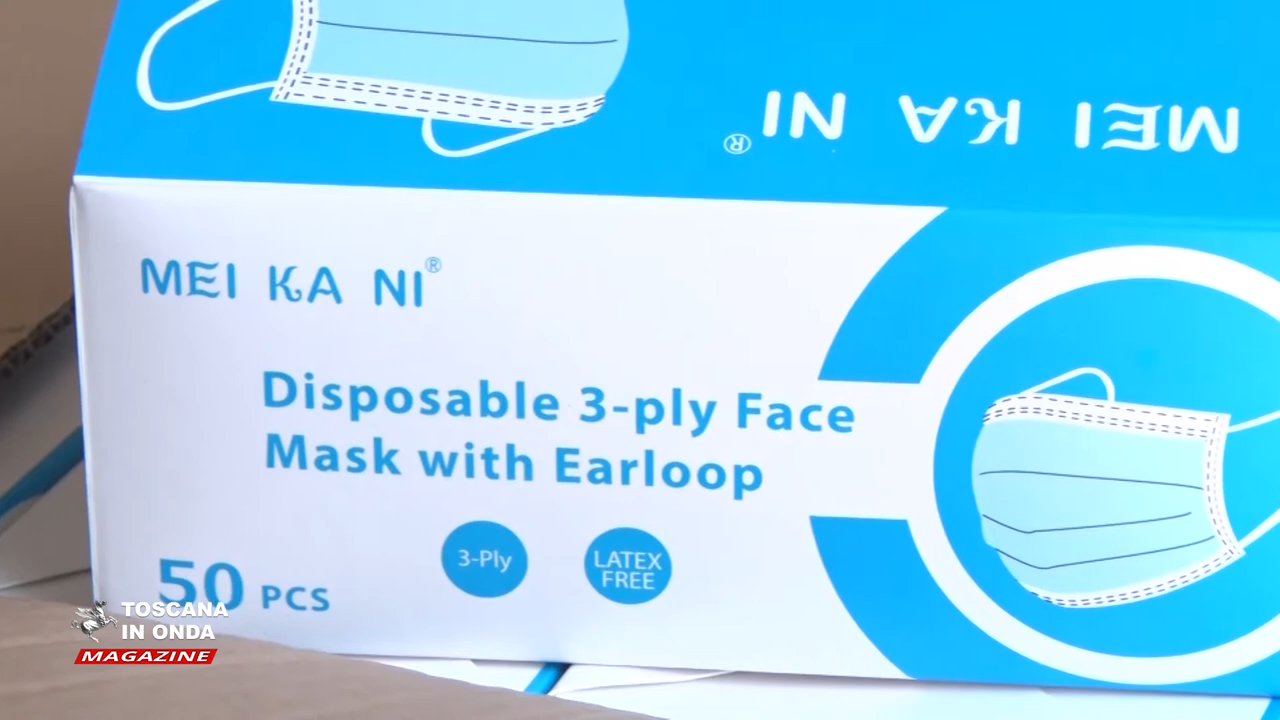 MEI KA NI®
MEI KA NI®
Disposable 3-ply Face
Mask with Earloop
3-Ply
LATEX
FREE
50 PCS
TOSCANA
IN ONDA
MAGAZINE